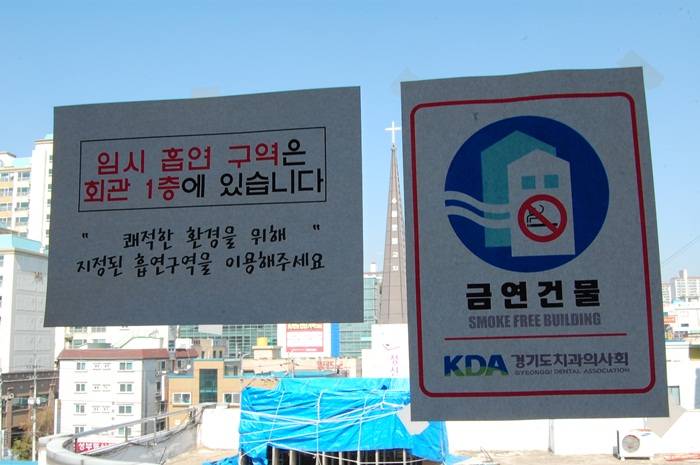 임시 흡연 구역은
회관 1층에 있습니다
" 쾌적한 환경을 위해 "
지정된 흡연구역을 이용해주세요
금연건물
SMOKE FREE BUILDING
KDA 경기도치과의사회
GYEONGGI DENTAL ASSOCIATION